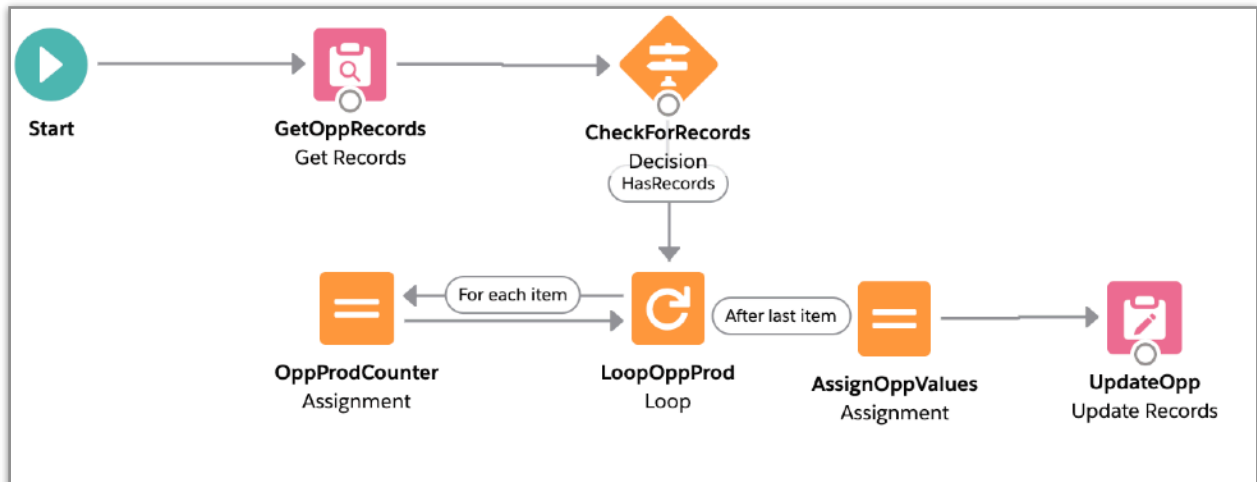 Start
GetOppRecords
Get Records
CheckForRecords
Decision
HasRecords
For each item
After last item
OppProdCounter
Assignment
LoopOppProd
Loop
AssignOppValues
Assignment
UpdateOpp
Update Records